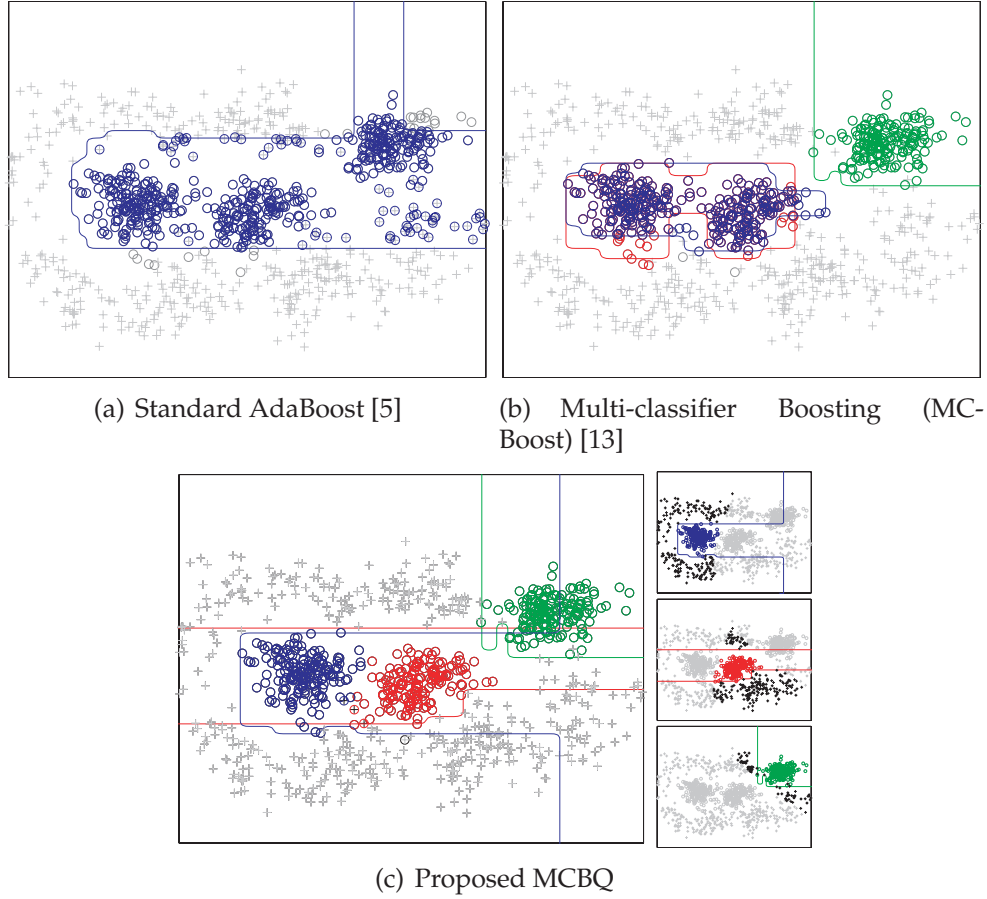 (a) Standard AdaBoost [5]
(b) Multi-classifier Boosting (MC-
Boost) [13]
(c) Proposed MCBQ